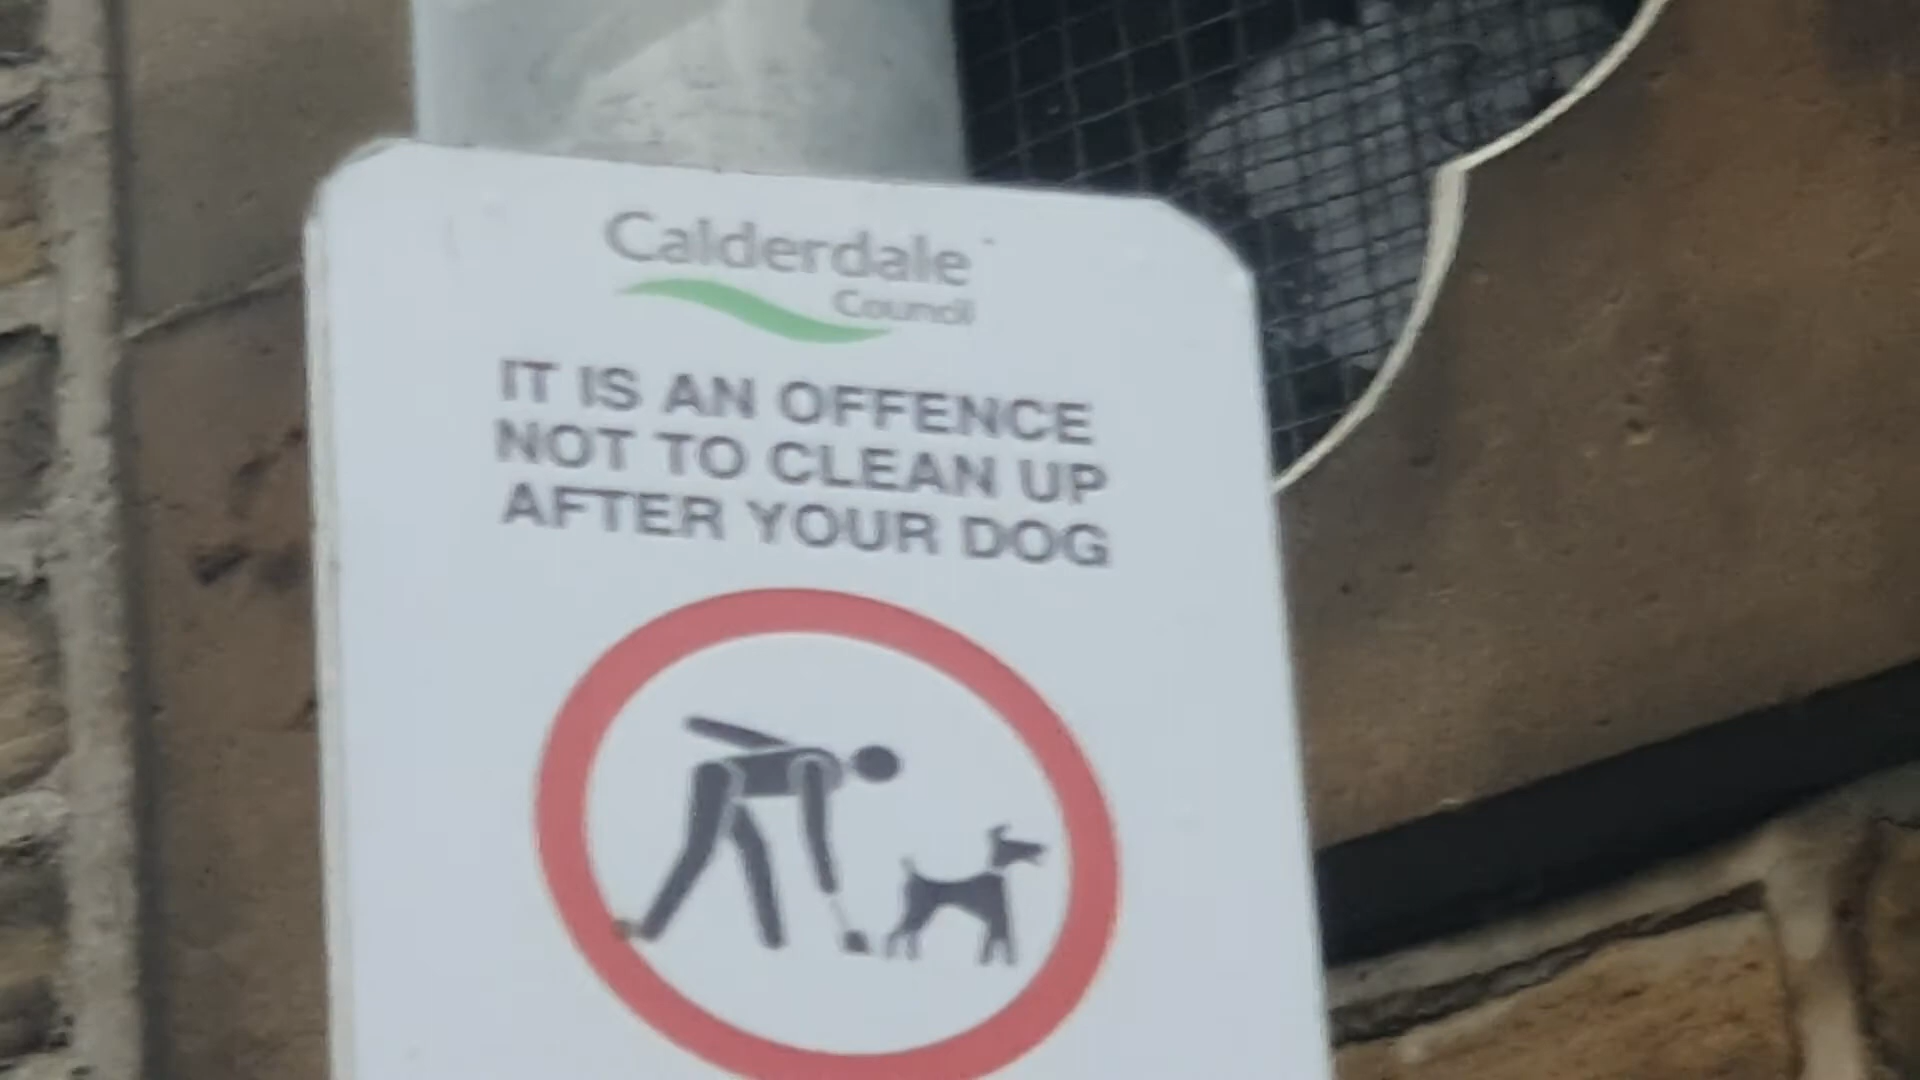 Calderdale
Council
IT IS AN OFFENCE
NOT TO CLEAN UP
AFTER YOUR DOG